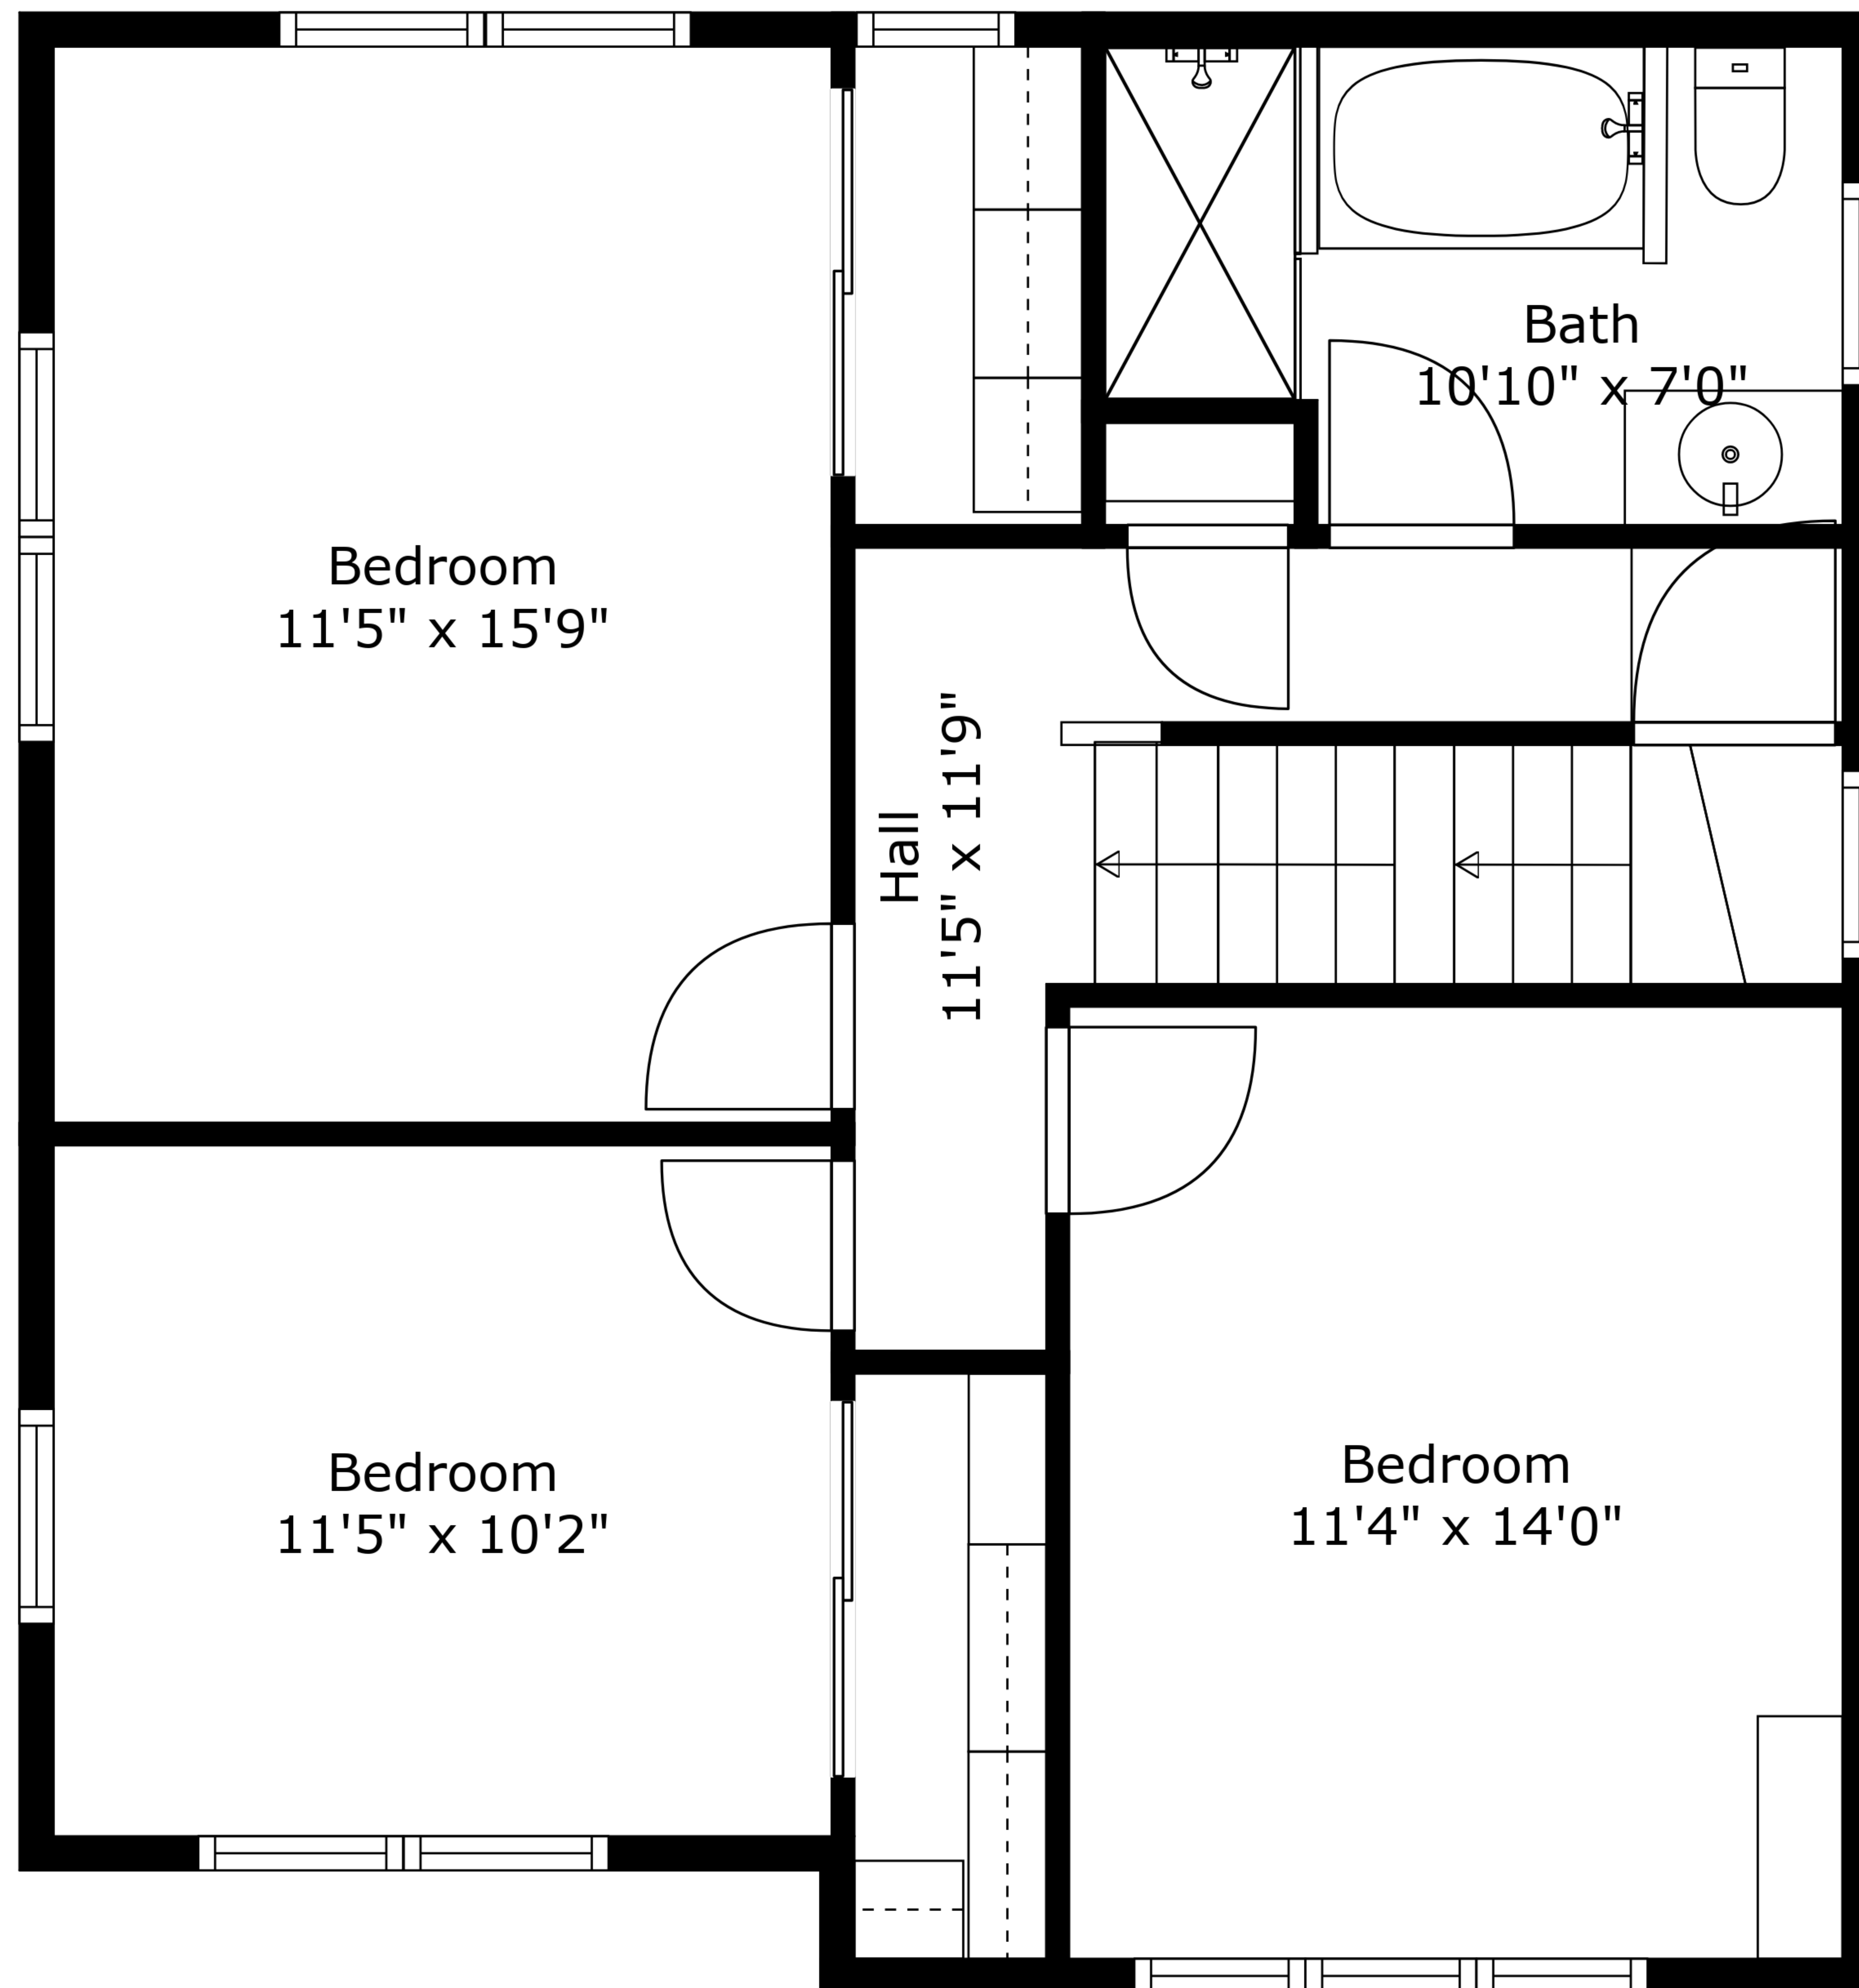 Bath
10'10" x 7'0"
Bedroom
11'5" x 15'9"
Hall
11'5" x 11'9"
Bedroom
11'5" x 10'2"
Bedroom
11'4" x 14'0"